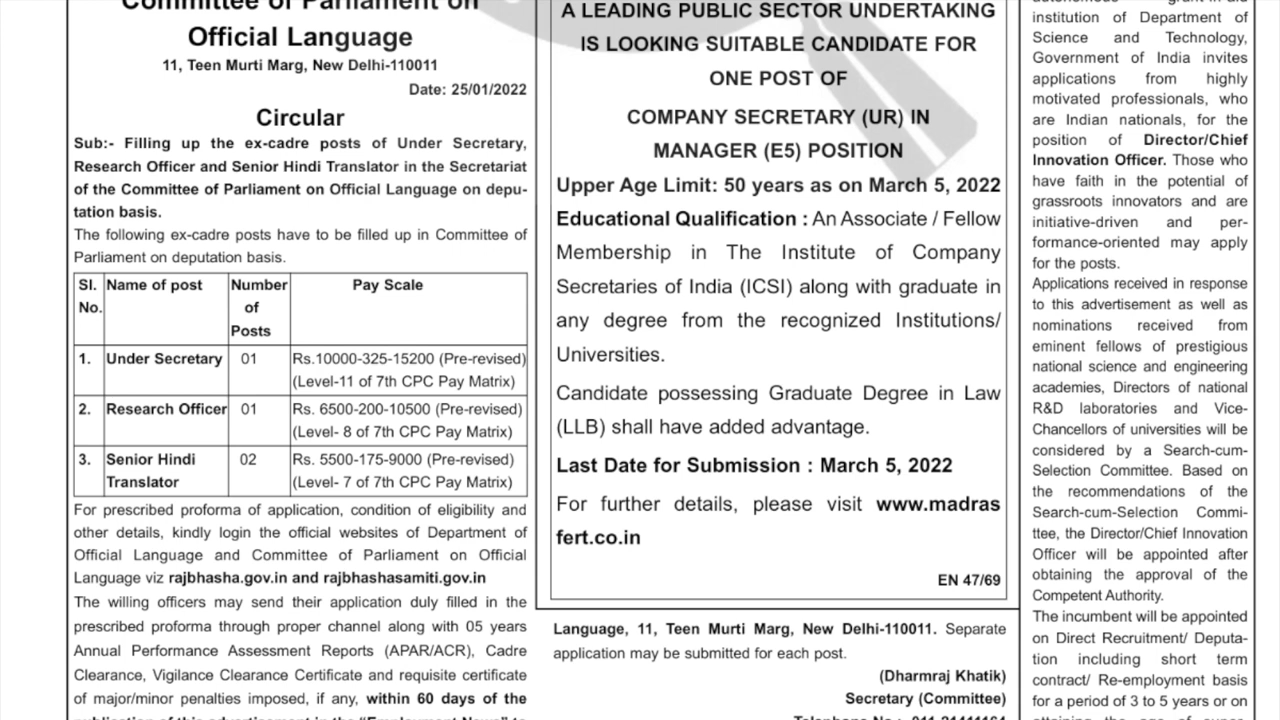 Committee of Parliament on
Official Language
11, Teen Murti Marg, New Delhi-110011
Date: 25/01/2022
Circular
Sub:- Filling up the ex-cadre posts of Under Secretary,
Research Officer and Senior Hindi Translator in the Secretariat
of the Committee of Parliament on Official Language on depu-
tation basis.
The following ex-cadre posts have to be filled up in Committee of
Parliament on deputation basis.
Sl. No. Name of post Number of Posts Pay Scale
1. Under Secretary 01 Rs.10000-325-15200 (Pre-revised)
(Level-11 of 7th CPC Pay Matrix)
2. Research Officer 01 Rs. 6500-200-10500 (Pre-revised)
(Level- 8 of 7th CPC Pay Matrix)
3. Senior Hindi Translator 02 Rs. 5500-175-9000 (Pre-revised)
(Level- 7 of 7th CPC Pay Matrix)
For prescribed proforma of application, condition of eligibility and
other details, kindly login the official websites of Department of
Official Language and Committee of Parliament on Official
Language viz rajbhasha.gov.in and rajbhashasamiti.gov.in
The willing officers may send their application duly filled in the
prescribed proforma through proper channel along with 05 years
Annual Performance Assessment Reports (APAR/ACR), Cadre
Clearance, Vigilance Clearance Certificate and requisite certificate
of major/minor penalties imposed, if any, within 60 days of the
publication of this advertisement in the "Employment News" to
A LEADING PUBLIC SECTOR UNDERTAKING
IS LOOKING SUITABLE CANDIDATE FOR
ONE POST OF
COMPANY SECRETARY (UR) IN
MANAGER (E5) POSITION
Upper Age Limit: 50 years as on March 5, 2022
Educational Qualification : An Associate / Fellow
Membership in The Institute of Company
Secretaries of India (ICSI) along with graduate in
any degree from the recognized Institutions/
Universities.
Candidate possessing Graduate Degree in Law
(LLB) shall have added advantage.
Last Date for Submission : March 5, 2022
For further details, please visit www.madras
fert.co.in
EN 47/69
Language, 11, Teen Murti Marg, New Delhi-110011. Separate
application may be submitted for each post.
(Dharmraj Khatik)
Secretary (Committee)
Telephone No.- 011-21411161
autonomous grant-in-aid
institution of Department of
Science and Technology,
Government of India invites
applications from highly
motivated professionals, who
are Indian nationals, for the
position of Director/Chief
Innovation Officer. Those who
have faith in the potential of
grassroots innovators and are
initiative-driven and per-
formance-oriented may apply
for the posts.
Applications received in response
to this advertisement as well as
nominations received from
eminent fellows of prestigious
national science and engineering
academies, Directors of national
R&D laboratories and Vice-
Chancellors of universities will be
considered by a Search-cum-
Selection Committee. Based on
the recommendations of the
Search-cum-Selection Commi-
ttee, the Director/Chief Innovation
Officer will be appointed after
obtaining the approval of the
Competent Authority.
The incumbent will be appointed
on Direct Recruitment/ Deputa-
tion including short term
contract/ Re-employment basis
for a period of 3 to 5 years or on
attaining the age of